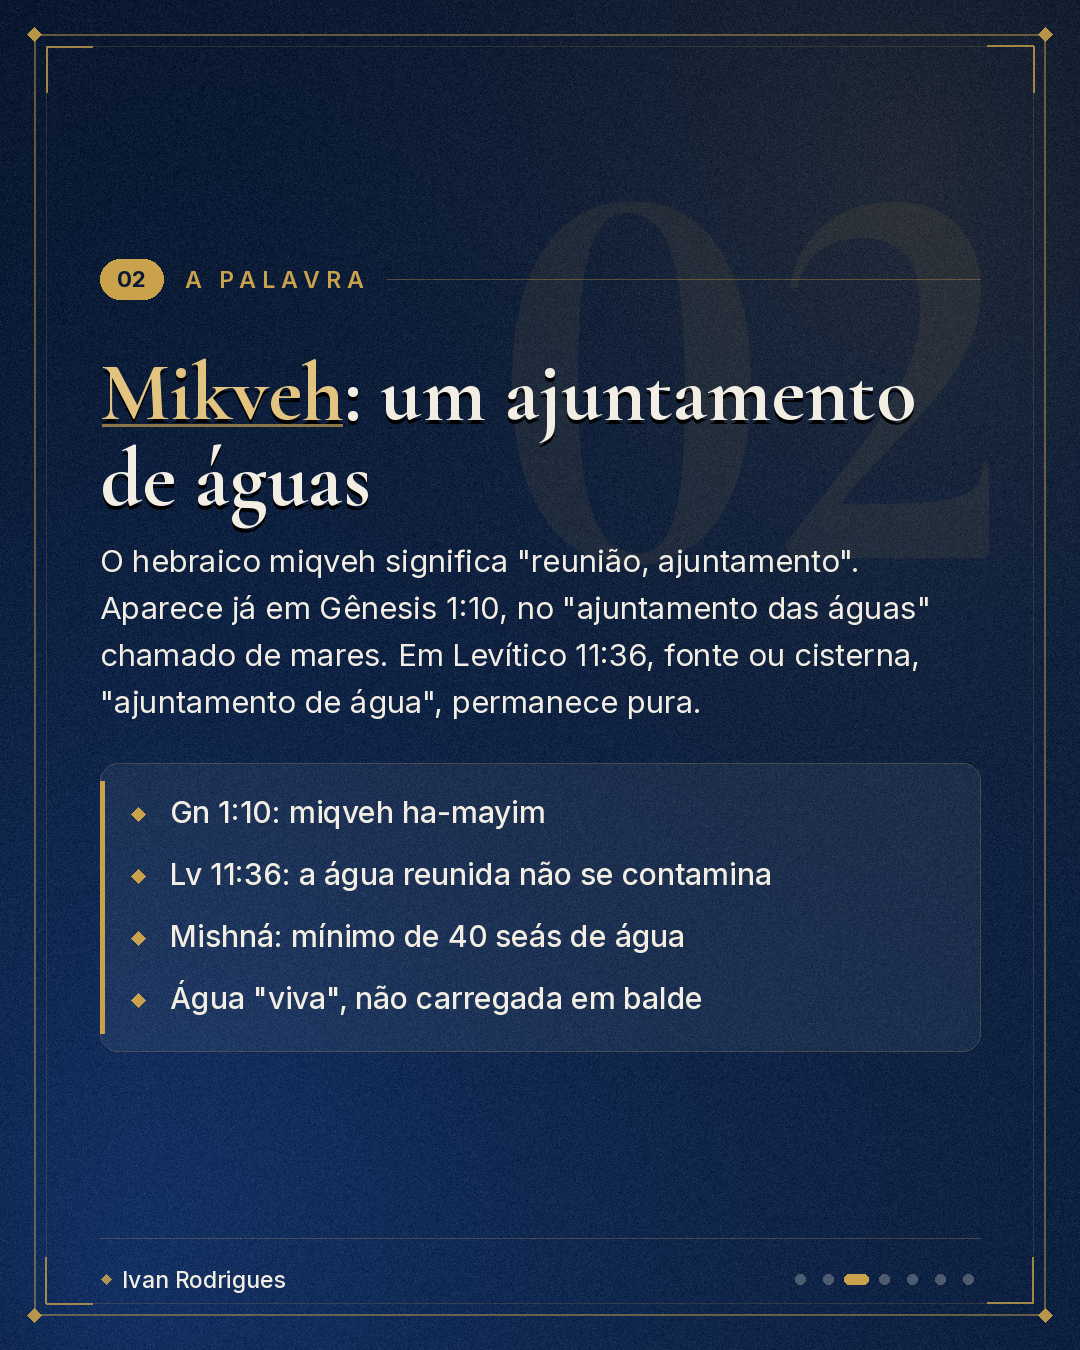 02
02 A PALAVRA
Mikveh: um ajuntamento
de águas
O hebraico miqveh significa "reunião, ajuntamento".
Aparece já em Gênesis 1:10, no "ajuntamento das águas"
chamado de mares. Em Levítico 11:36, fonte ou cisterna,
"ajuntamento de água", permanece pura.
Gn 1:10: miqveh ha-mayim
Lv 11:36: a água reunida não se contamina
Mishná: mínimo de 40 seás de água
Água "viva", não carregada em balde
Ivan Rodrigues